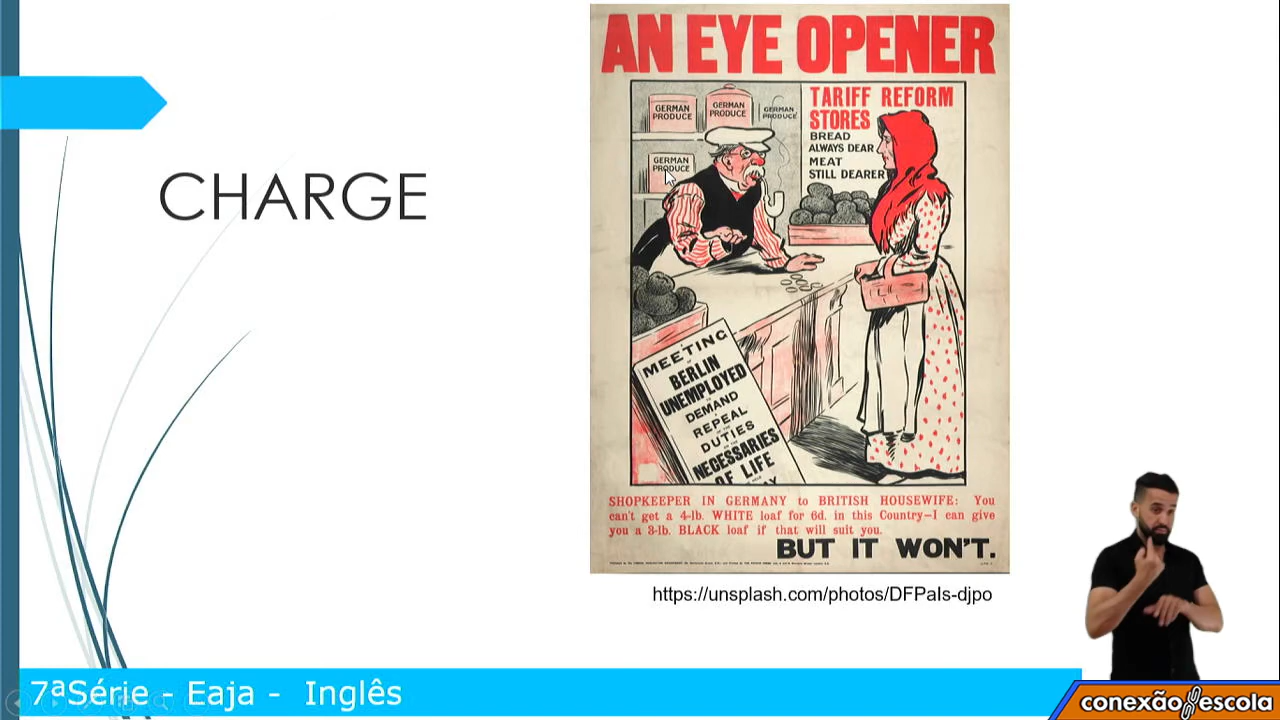 CHARGE
AN EYE OPENER
GERMAN
PRODUCE
GERMAN
PRODUCE
GERMAN
PRODUCE
GERMAN
PRODUCE
TARIFF REFORM
STORES
BREAD
ALWAYS DEAR
MEAT
STILL DEARER
MEETING
OF
BERLIN
UNEMPLOYED
TO
DEMAND
REPEAL
DUTIES
NECESSARIES
OF LIFE
SHOPKEEPER IN GERMANY to BRITISH HOUSEWIFE: You
can't get a 4-lb. WHITE loaf for 6d. in this Country—I can give
you a 3-lb. BLACK loaf if that will suit you.
BUT IT WON'T.
https://unsplash.com/photos/DFPaIs-djpo
7ªSérie - Eaja - Inglês
conexão escola